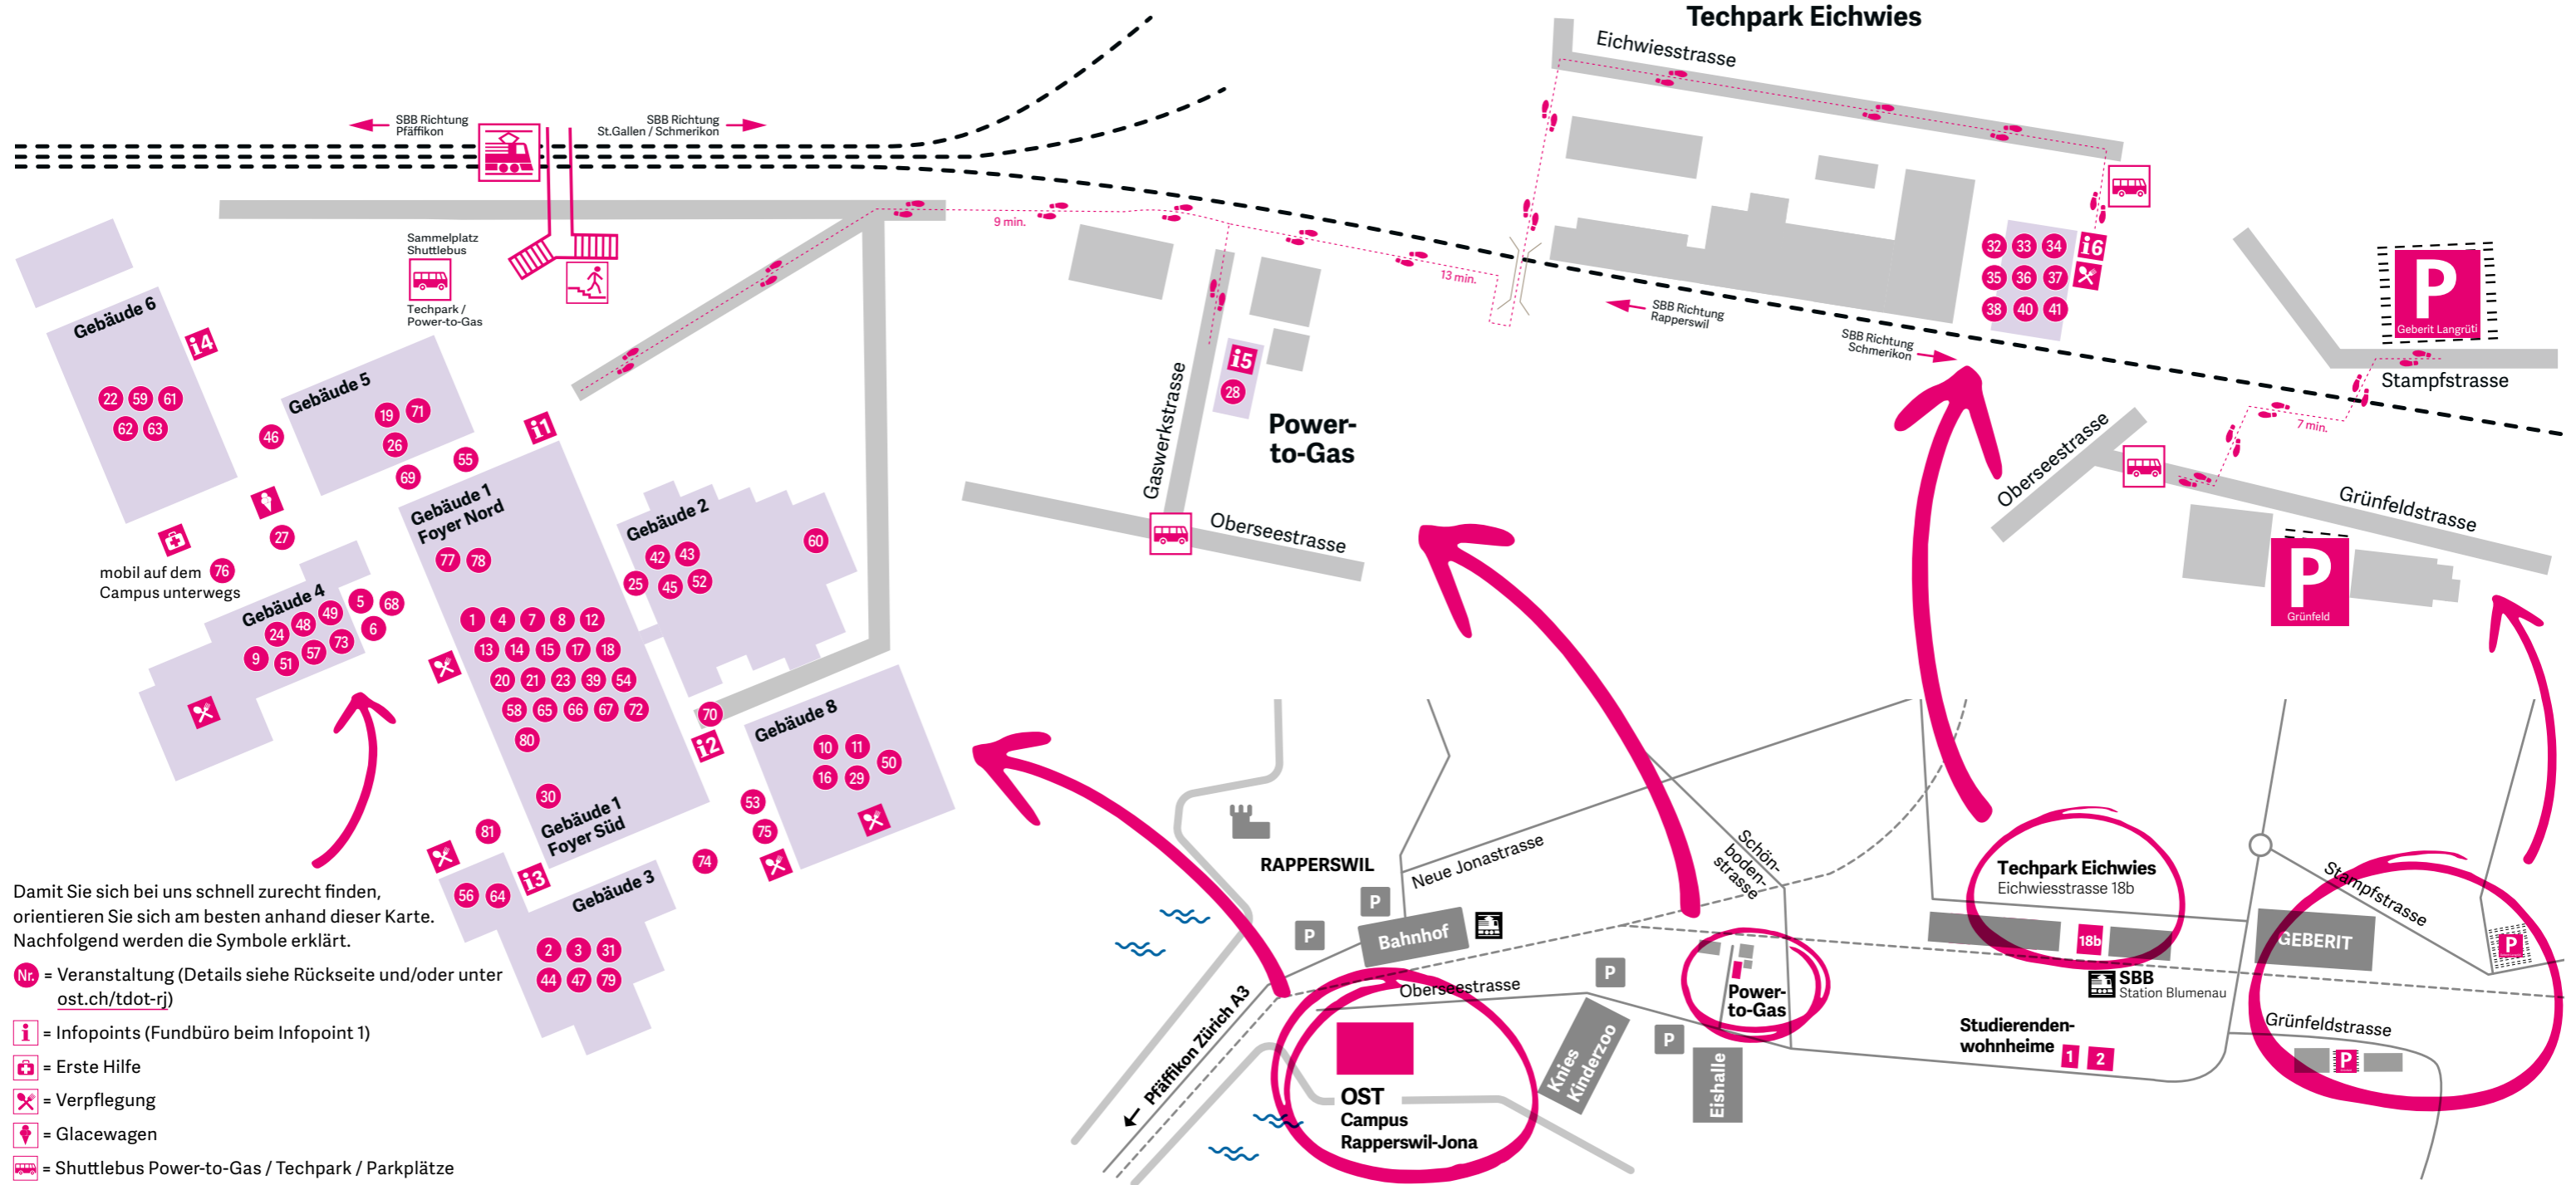 Techpark Eichwies
Eichwiesstrasse
SBB Richtung
Pfäffikon
SBB Richtung
St.Gallen / Schmerikon
Sammelplatz
Shuttlebus
Techpark /
Power-to-Gas
9 min.
13 min.
SBB Richtung
Rapperswil
SBB Richtung
Schmerikon
32 33 34
i6
35 36 37
38 40 41
P
Geberit Langrüti
Stampfstrasse
7 min.
Oberseestrasse
Grünfeldstrasse
P
Grünfeld
Gaswerkstrasse
i5
28
Power-
to-Gas
Oberseestrasse
Gebäude 6
i4
22 59 61
62 63
46
Gebäude 5
19 71
26
69
55
i1
27
mobil auf dem 76
Campus unterwegs
Gebäude 4
5 68
49
48
24
6
73
57
51
9
Gebäude 1
Foyer Nord
77 78
1 4 7 8 12
13 14 15 17 18
20 21 23 39 54
58 65 66 67 72
80
30
Gebäude 1
Foyer Süd
Gebäude 2
60
42 43
25 45 52
70
i2
Gebäude 8
10 11 50
16 29
53
75
74
81
i3
56 64
Gebäude 3
2 3 31
44 47 79
Damit Sie sich bei uns schnell zurecht finden,
orientieren Sie sich am besten anhand dieser Karte.
Nachfolgend werden die Symbole erklärt.
Nr. = Veranstaltung (Details siehe Rückseite und/oder unter
ost.ch/tdot-rj)
i = Infopoints (Fundbüro beim Infopoint 1)
= Erste Hilfe
= Verpflegung
= Glacewagen
= Shuttlebus Power-to-Gas / Techpark / Parkplätze
RAPPERSWIL
Neue Jonastrasse
Schön-
boden-
strasse
P
P
Bahnhof
P
Oberseestrasse
Pfäffikon Zürich A3
OST
Campus
Rapperswil-Jona
Knies
Kinderzoo
P
Eishalle
Power-
to-Gas
Techpark Eichwies
Eichwiesstrasse 18b
18b
SBB
Station Blumenau
Studierenden-
wohnheime
1 2
GEBERIT
Stampfstrasse
P
Grünfeldstrasse
P